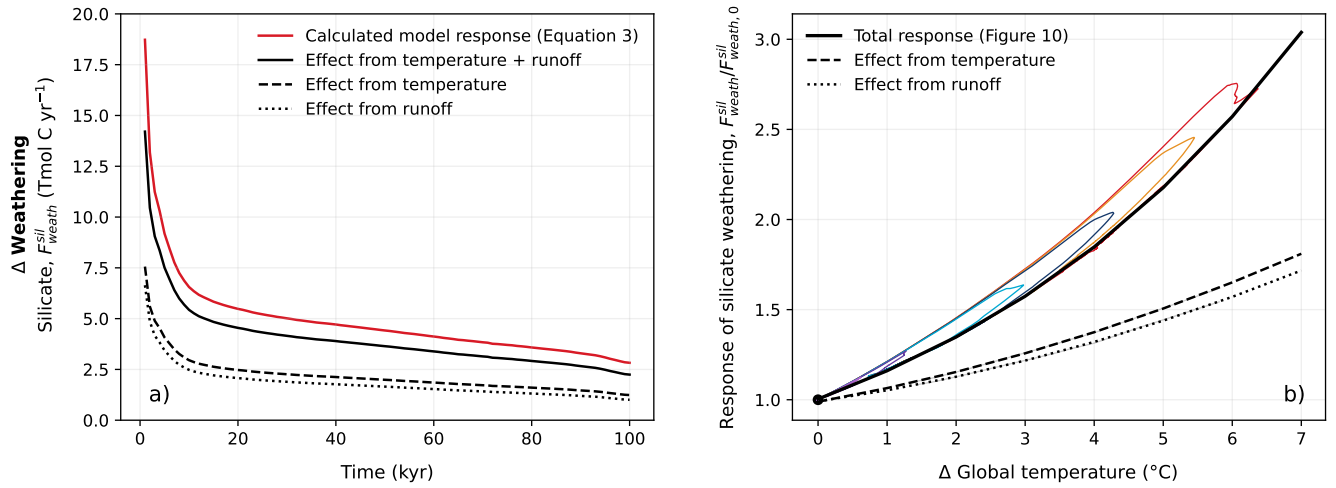 Δ Weathering
Silicate, F^{sil}_{weath} (Tmol C yr⁻¹)
20.0
17.5
15.0
12.5
10.0
7.5
5.0
2.5
0.0
Calculated model response (Equation 3)
Effect from temperature + runoff
Effect from temperature
Effect from runoff
a)
0 20 40 60 80 100
Time (kyr)
Response of silicate weathering, F^{sil}_{weath}/F^{sil}_{weath, 0}
3.0
2.5
2.0
1.5
1.0
Total response (Figure 10)
Effect from temperature
Effect from runoff
b)
0 1 2 3 4 5 6 7
Δ Global temperature (°C)